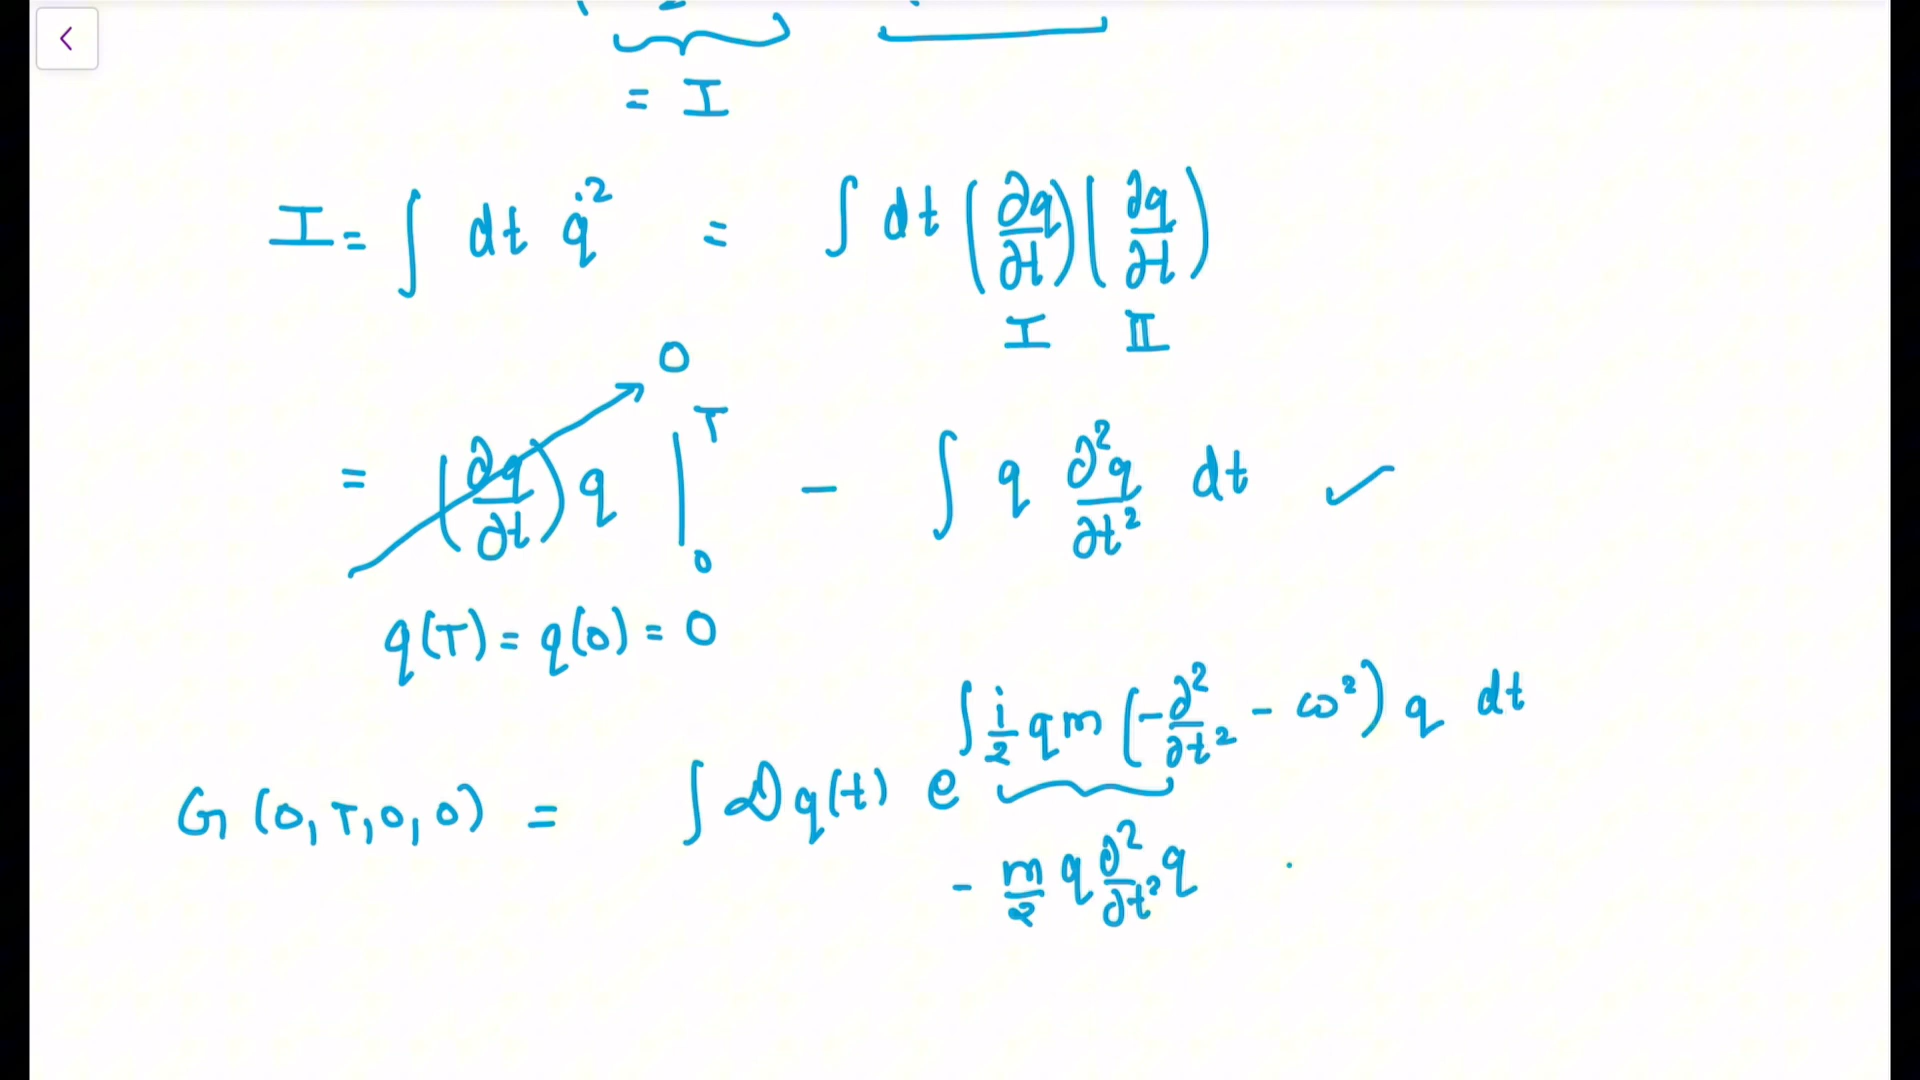 = I
I = ∫ dt q̇² = ∫ dt (∂q/∂t) (∂q/∂t)
I II
= (∂q/∂t) q |₀ᵀ → 0 - ∫ q ∂²q/∂t² dt ✓
q(T) = q(0) = 0
G(0,T,0,0) = ∫ 𝒟q(t) e^{∫ i/2 q m (-∂²/∂t² - ω²) q dt}
- m/2 q ∂²/∂t² q